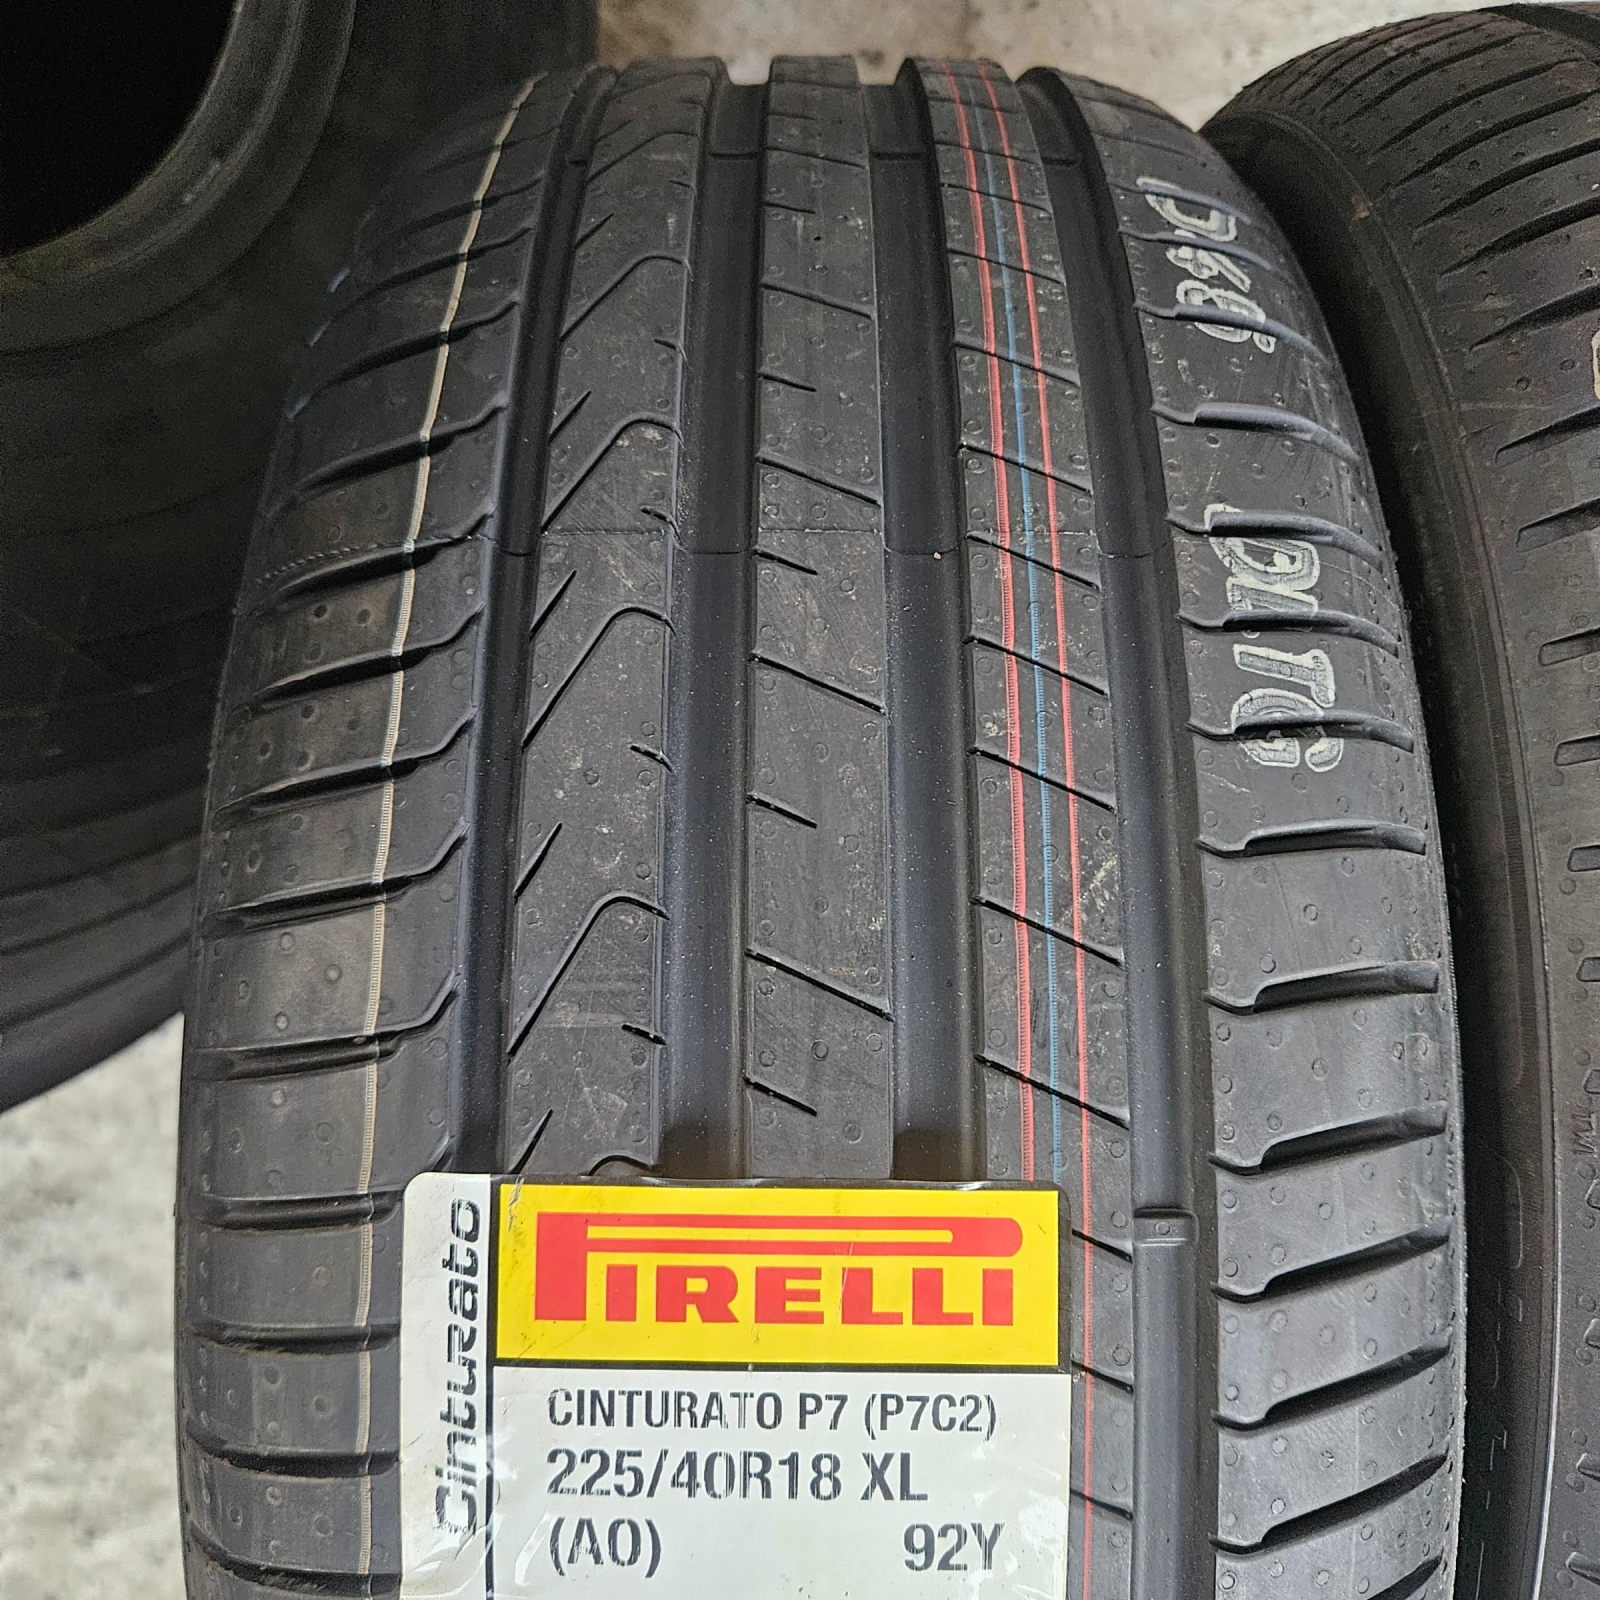 Cinturato
PIRELLI
CINTURATO P7 (P7C2)
225/40R18 XL
(AO) 92Y